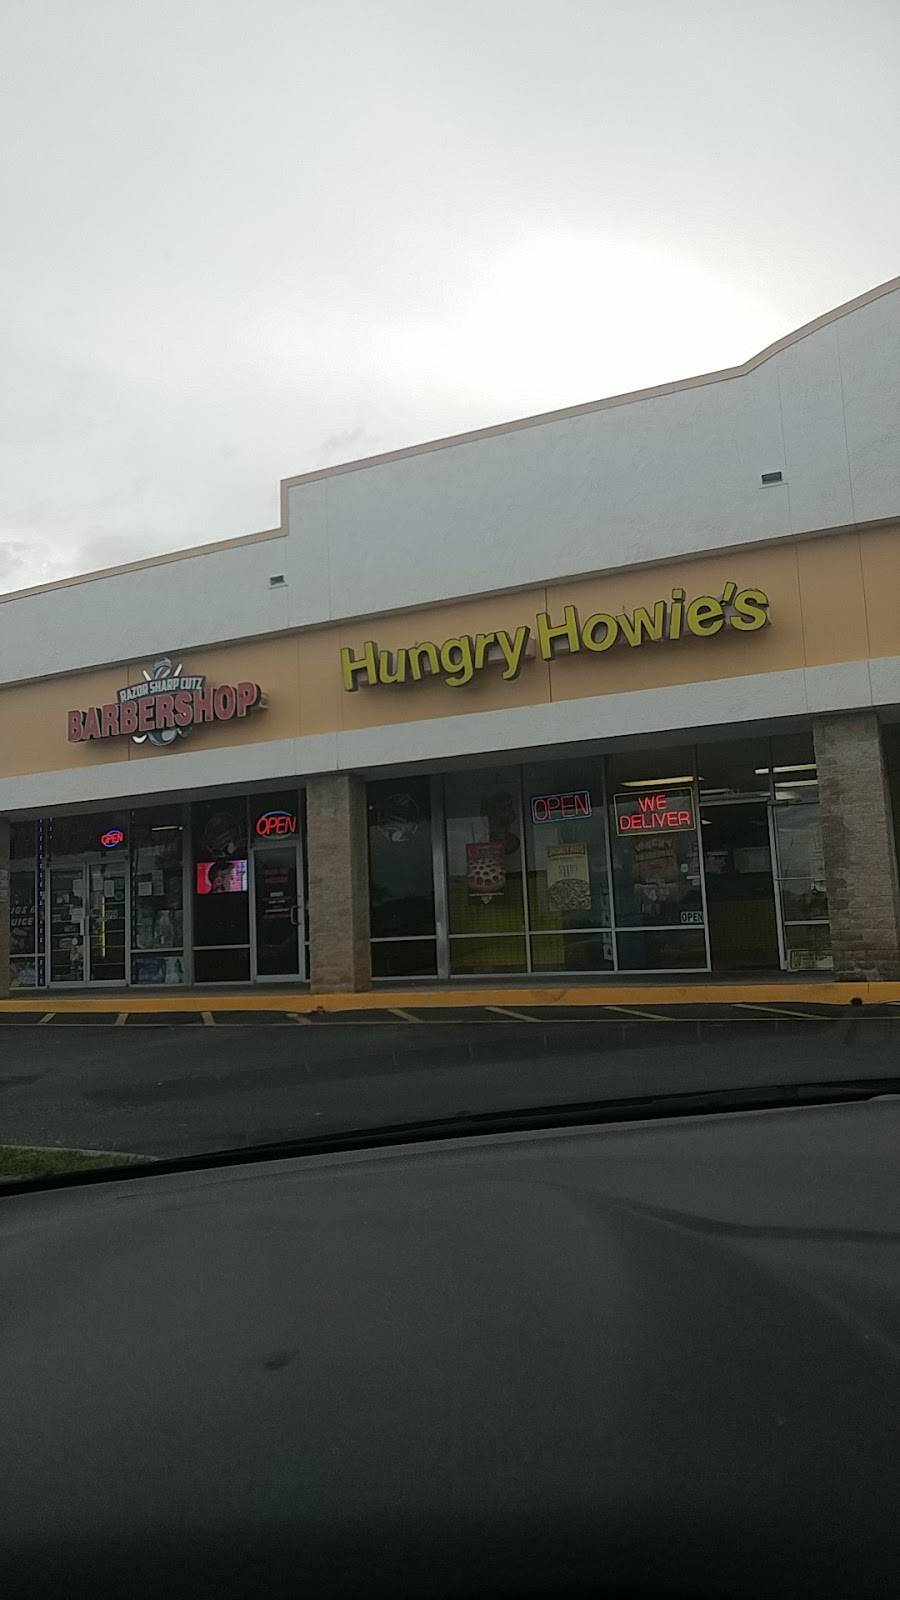 Hungry Howie's
RAZOR SHARP CUTZ
BARBERSHOP
OPEN
OPEN
OPEN
WE
DELIVER
OPEN